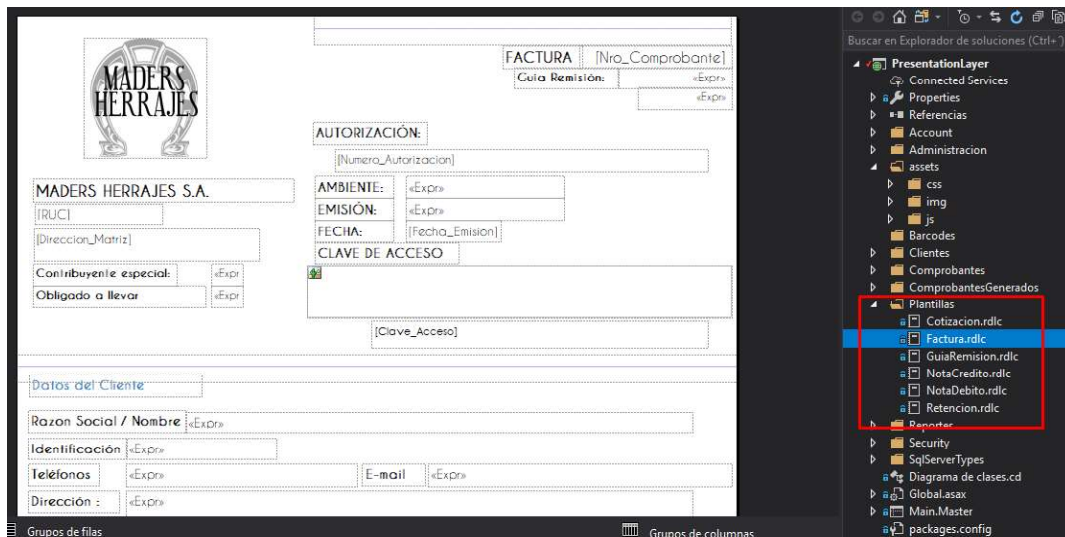 MADERS
HERRAJES
FACTURA [Nro_Comprobante]
Guia Remisión: «Expr»
«Expr»
AUTORIZACIÓN:
[Numero_Autorizacion]
MADERS HERRAJES S.A.
[RUC]
[Direccion_Matriz]
Contribuyente especial: «Expr
Obligado a llevar «Expr
AMBIENTE: «Expr»
EMISIÓN: «Expr»
FECHA: [Fecha_Emision]
CLAVE DE ACCESO
[Clave_Acceso]
Datos del Cliente
Razon Social / Nombre «Expr»
Identificación «Expr»
Teléfonos «Expr» E-mail «Expr»
Dirección : «Expr»
Grupos de filas Grupos de columnas
Buscar en Explorador de soluciones (Ctrl+')
PresentationLayer
Connected Services
Properties
Referencias
Account
Administracion
assets
css
img
js
Barcodes
Clientes
Comprobantes
ComprobantesGenerados
Plantillas
Cotizacion.rdlc
Factura.rdlc
GuiaRemision.rdlc
NotaCredito.rdlc
NotaDebito.rdlc
Retencion.rdlc
Reportes
Security
SqlServerTypes
Diagrama de clases.cd
Global.asax
Main.Master
packages.config